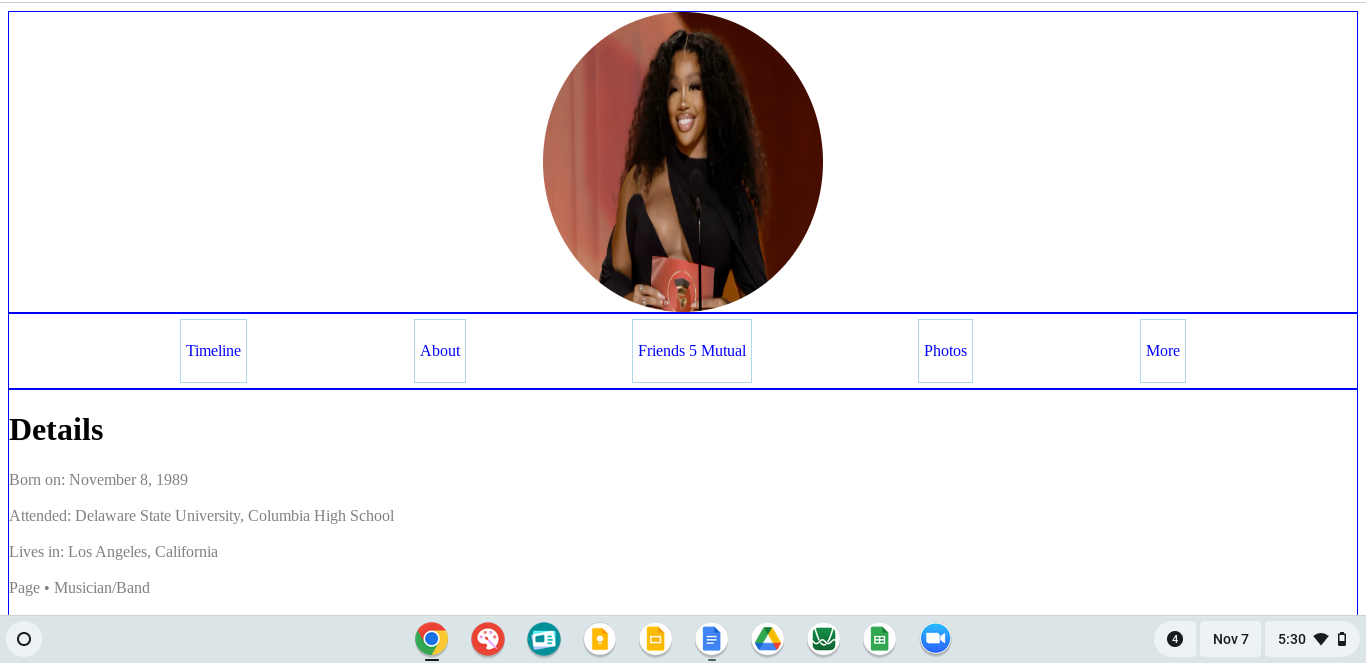 Timeline
About
Friends 5 Mutual
Photos
More
Details
Born on: November 8, 1989
Attended: Delaware State University, Columbia High School
Lives in: Los Angeles, California
Page • Musician/Band
4
Nov 7
5:30